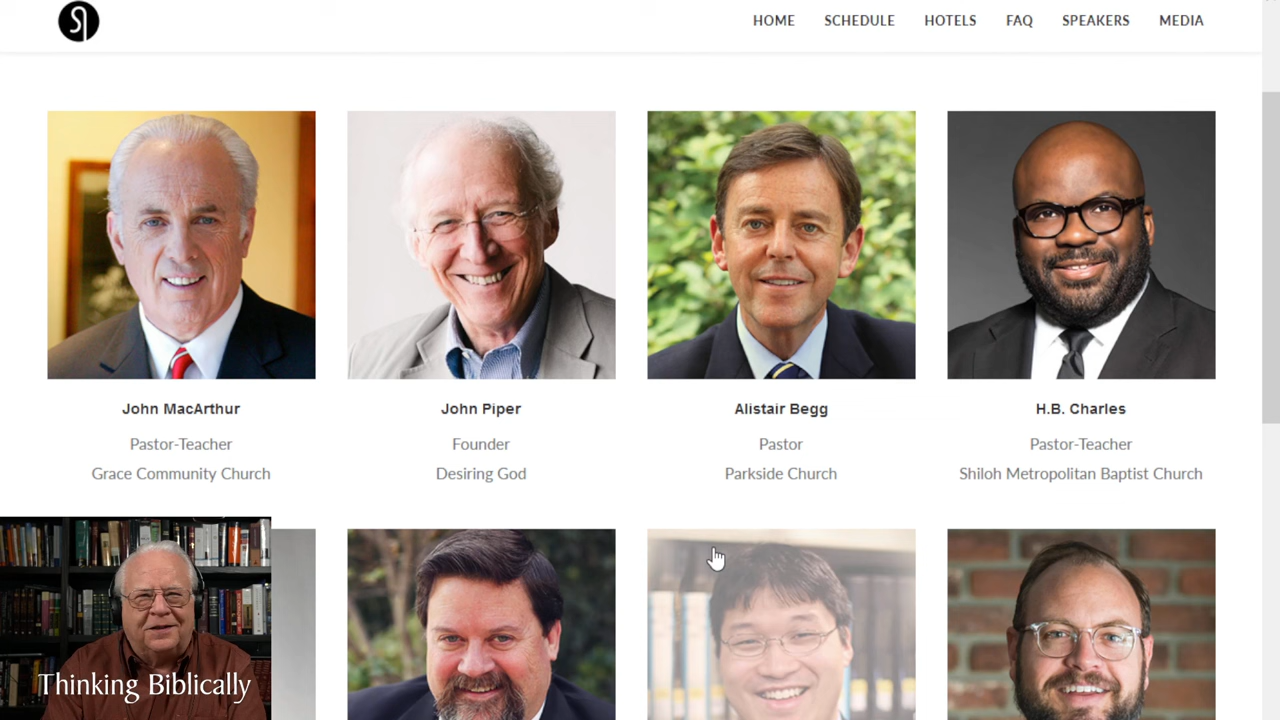 HOME SCHEDULE HOTELS FAQ SPEAKERS MEDIA
John MacArthur
Pastor-Teacher
Grace Community Church
John Piper
Founder
Desiring God
Alistair Begg
Pastor
Parkside Church
H.B. Charles
Pastor-Teacher
Shiloh Metropolitan Baptist Church
Thinking Biblically